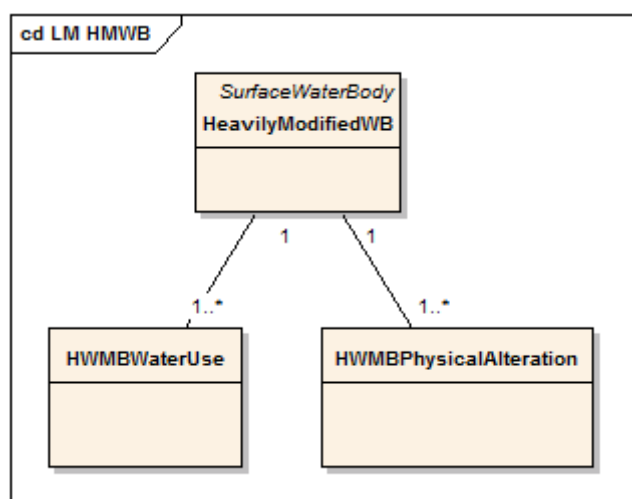 cd LM HMWB
SurfaceWaterBody
HeavilyModifiedWB
1
1
1..*
1..*
HWMBWaterUse
HWMBPhysicalAlteration